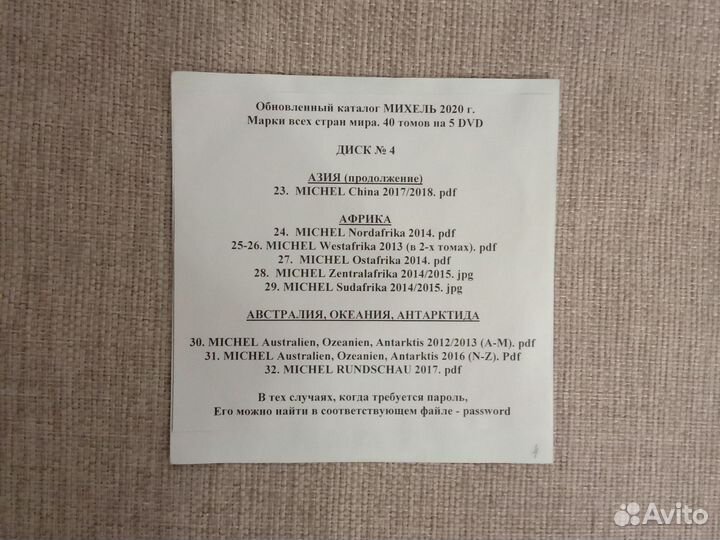 Обновленный каталог МИХЕЛЬ 2020 г.
Марки всех стран мира. 40 томов на 5 DVD
ДИСК № 4
АЗИЯ (продолжение)
23. MICHEL China 2017/2018. pdf
АФРИКА
24. MICHEL Nordafrika 2014. pdf
25-26. MICHEL Westafrika 2013 (в 2-х томах). pdf
27. MICHEL Ostafrika 2014. pdf
28. MICHEL Zentralafrika 2014/2015. jpg
29. MICHEL Sudafrika 2014/2015. jpg
АВСТРАЛИЯ, ОКЕАНИЯ, АНТАРКТИДА
30. MICHEL Australien, Ozeanien, Antarktis 2012/2013 (A-M). pdf
31. MICHEL Australien, Ozeanien, Antarktis 2016 (N-Z). Pdf
32. MICHEL RUNDSCHAU 2017. pdf
В тех случаях, когда требуется пароль,
Его можно найти в соответствующем файле - password
4
Avito